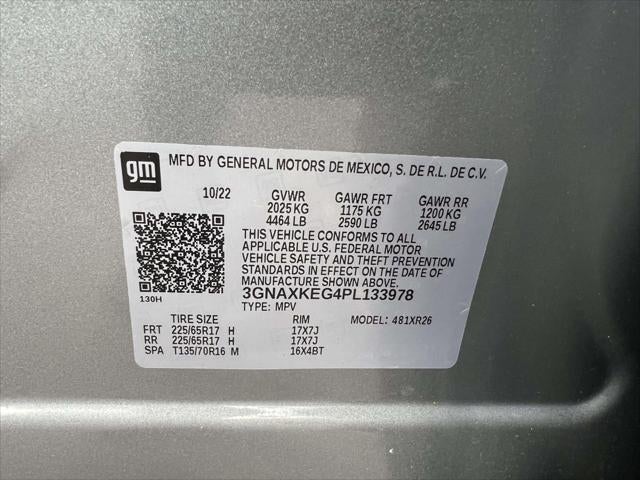 gm MFD BY GENERAL MOTORS DE MEXICO, S. DE R.L. DE C.V.
10/22 GVWR GAWR FRT GAWR RR
2025 KG 1175 KG 1200 KG
4464 LB 2590 LB 2645 LB
THIS VEHICLE CONFORMS TO ALL
APPLICABLE U.S. FEDERAL MOTOR
VEHICLE SAFETY AND THEFT PREVENTION
STANDARDS IN EFFECT ON THE DATE OF
MANUFACTURE SHOWN ABOVE.
130H 3GNAXKEG4PL133978
TYPE: MPV
TIRE SIZE RIM MODEL: 481XR26
FRT 225/65R17 H 17X7J
RR 225/65R17 H 17X7J
SPA T135/70R16 M 16X4BT